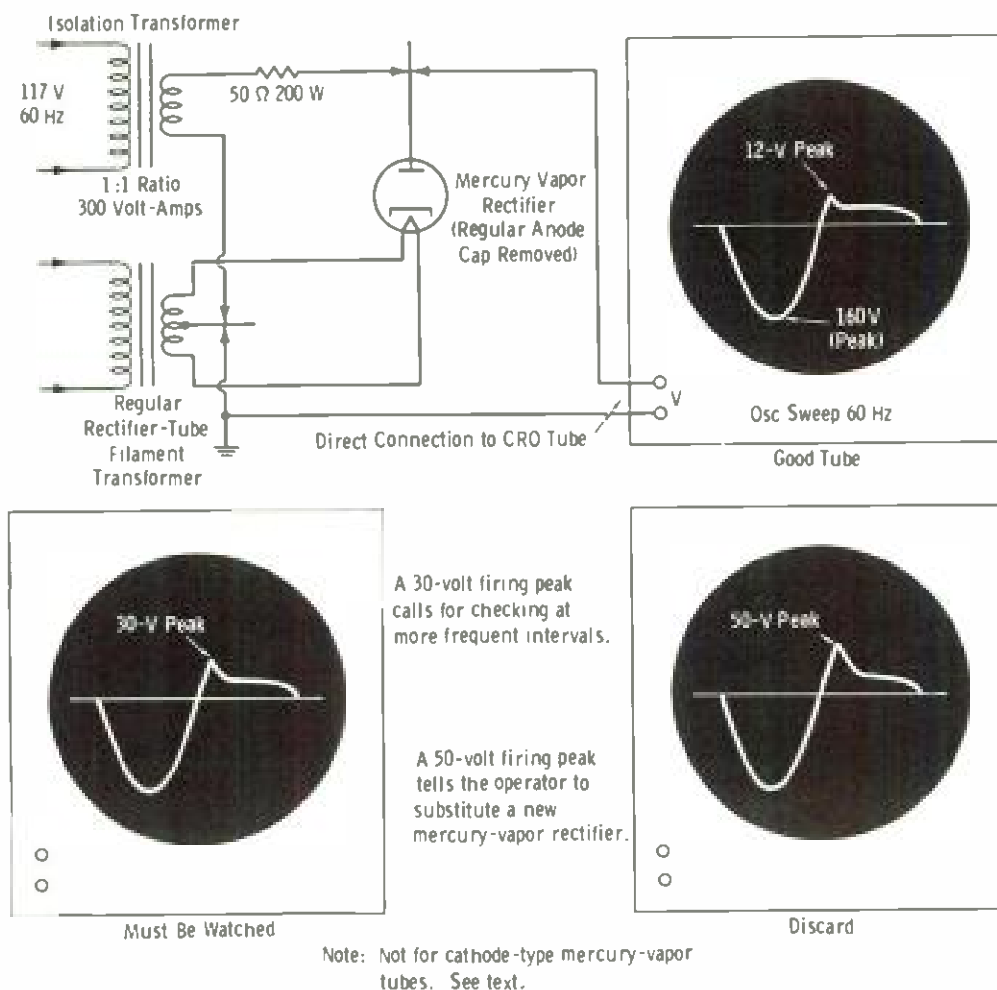 Isolation Transformer
117 V
60 Hz
50 Ω 200 W
1:1 Ratio
300 Volt-Amps
Mercury Vapor
Rectifier
(Regular Anode
Cap Removed)
12-V Peak
160 V
(Peak)
V
Osc Sweep 60 Hz
Regular
Rectifier-Tube
Filament
Transformer
Direct Connection to CRO Tube
Good Tube
30-V Peak
A 30-volt firing peak
calls for checking at
more frequent intervals.
50-V Peak
A 50-volt firing peak
tells the operator to
substitute a new
mercury-vapor rectifier.
Must Be Watched
Discard
Note: Not for cathode-type mercury-vapor
tubes. See text.